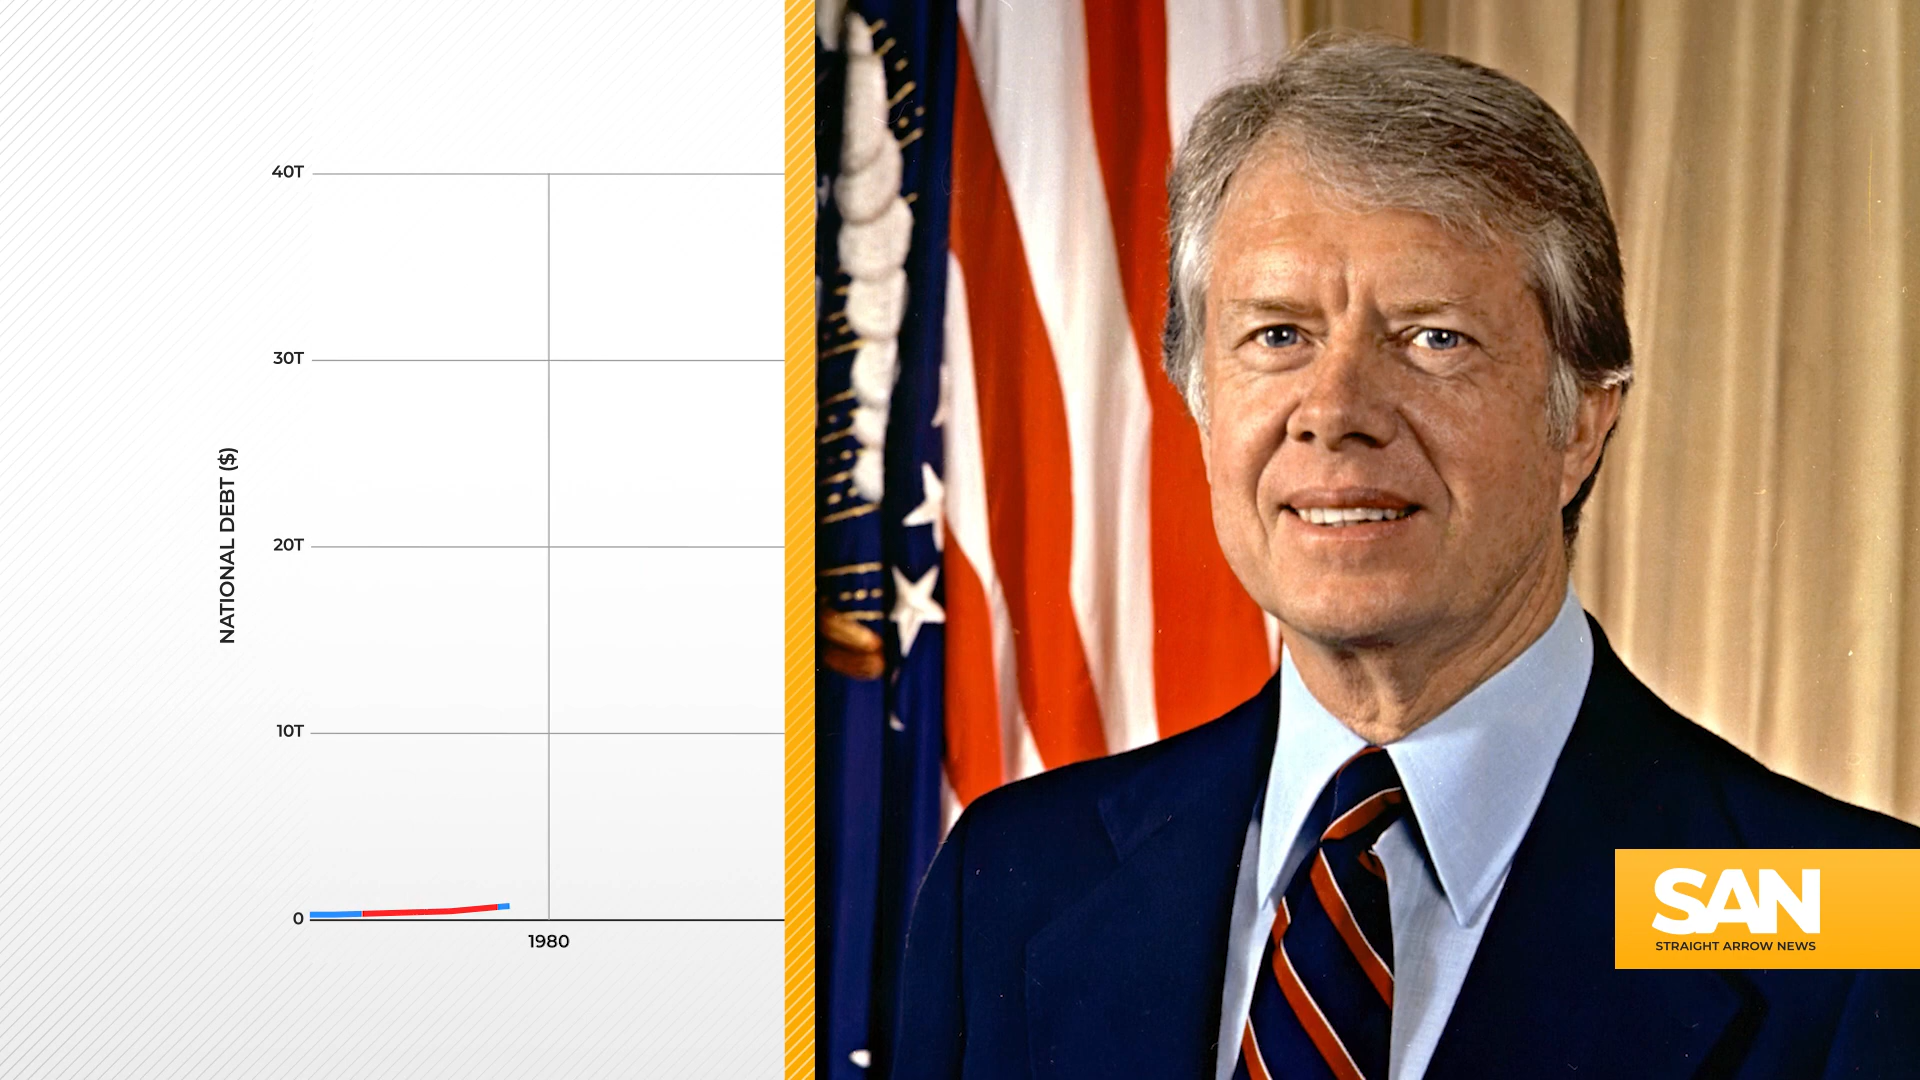 40T
30T
NATIONAL DEBT ($)
20T
10T
0
1980
SAN
STRAIGHT ARROW NEWS